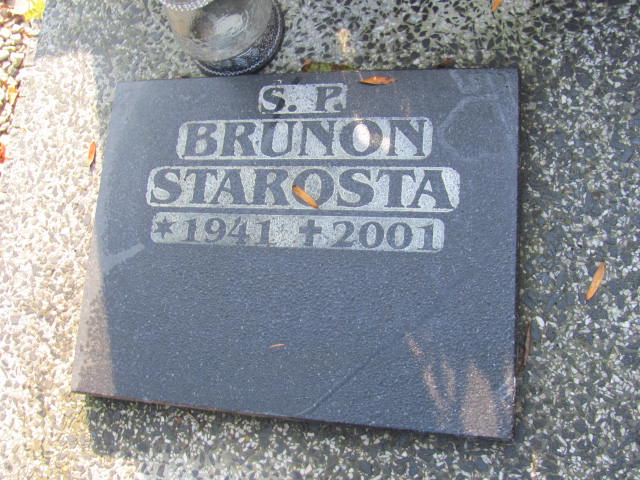 S. P.
BRUNON
STAROSTA
* 1941 ✝ 2001